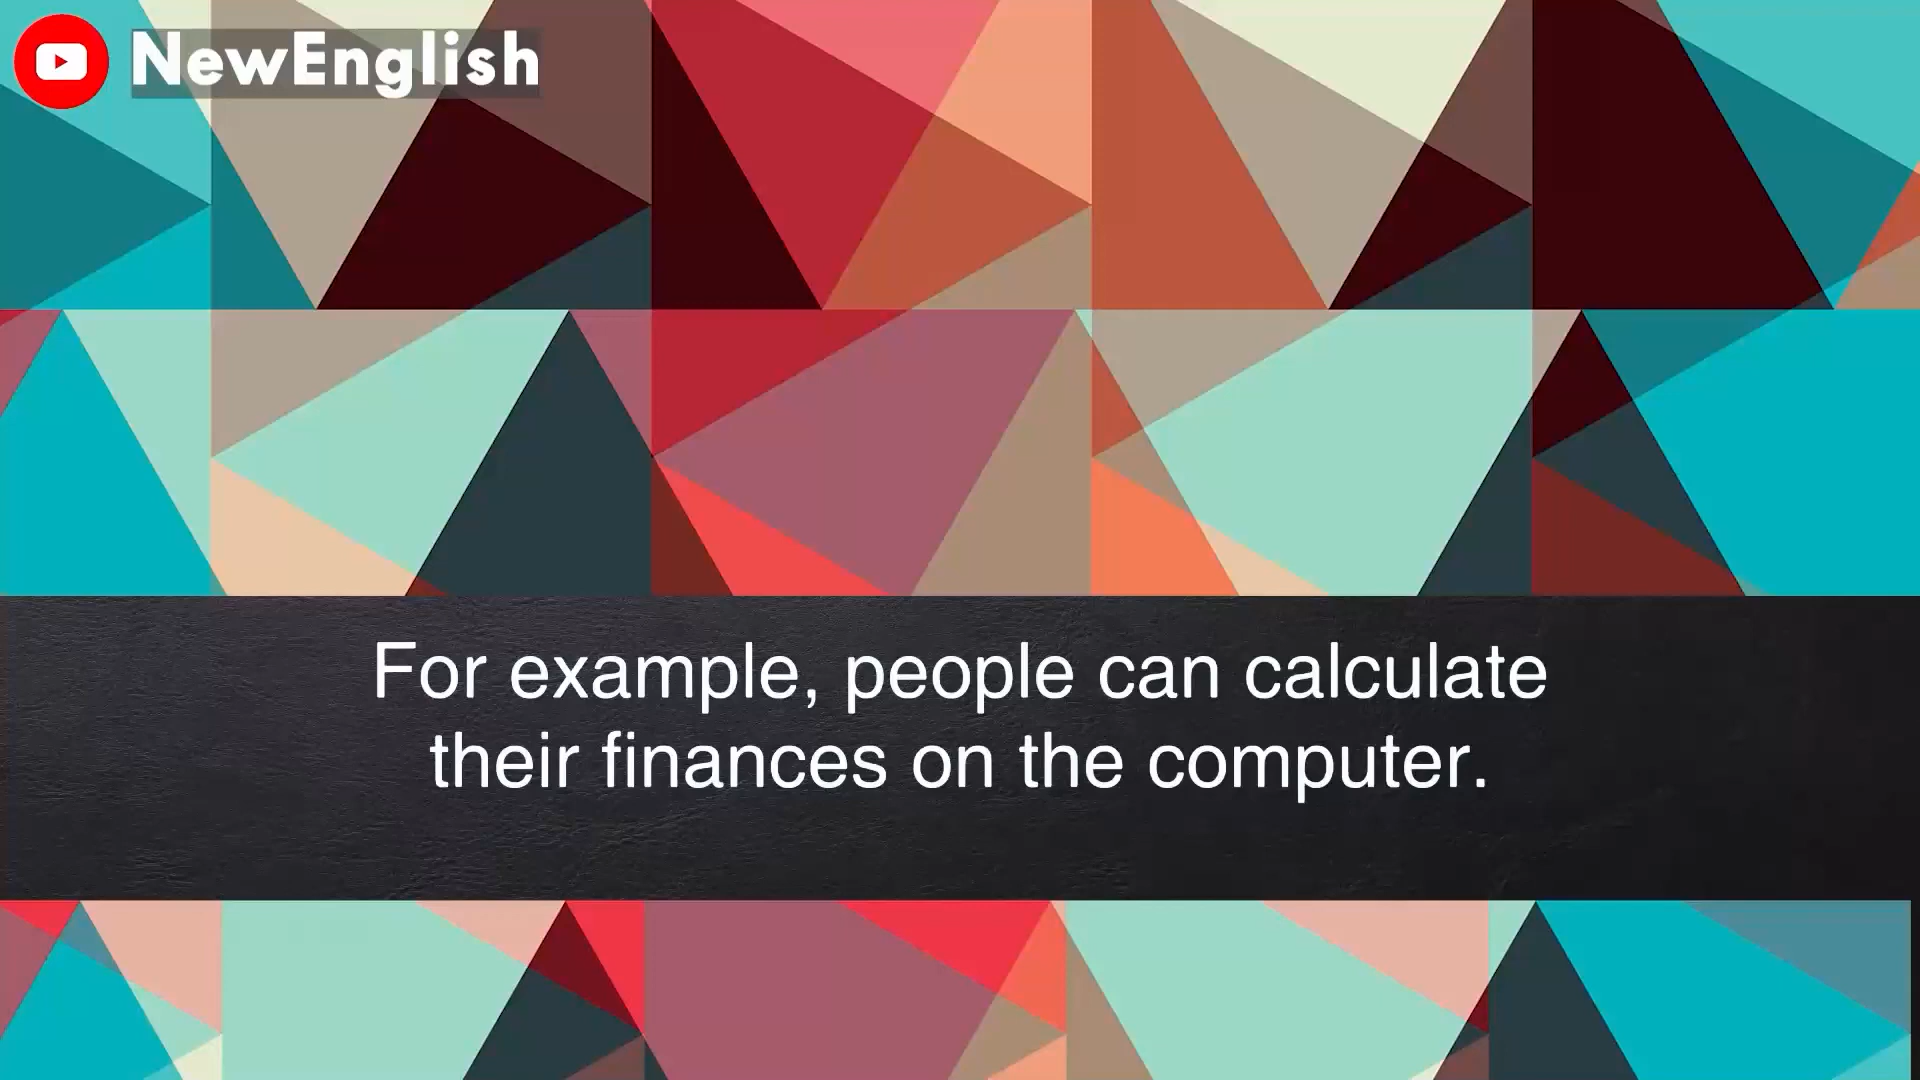 NewEnglish
For example, people can calculate
their finances on the computer.